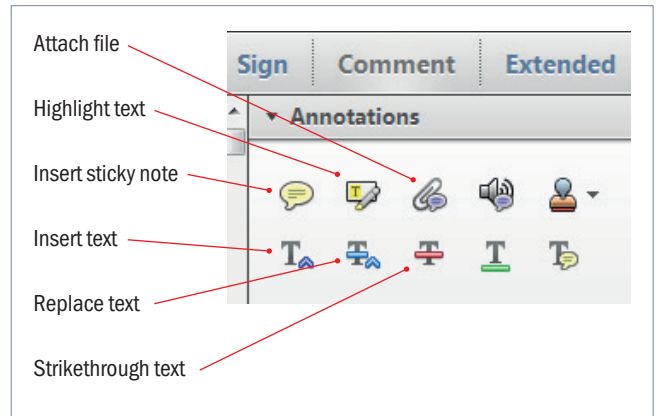 Attach file
Sign Comment Extended
Highlight text
Annotations
Insert sticky note
Insert text
Replace text
Strikethrough text